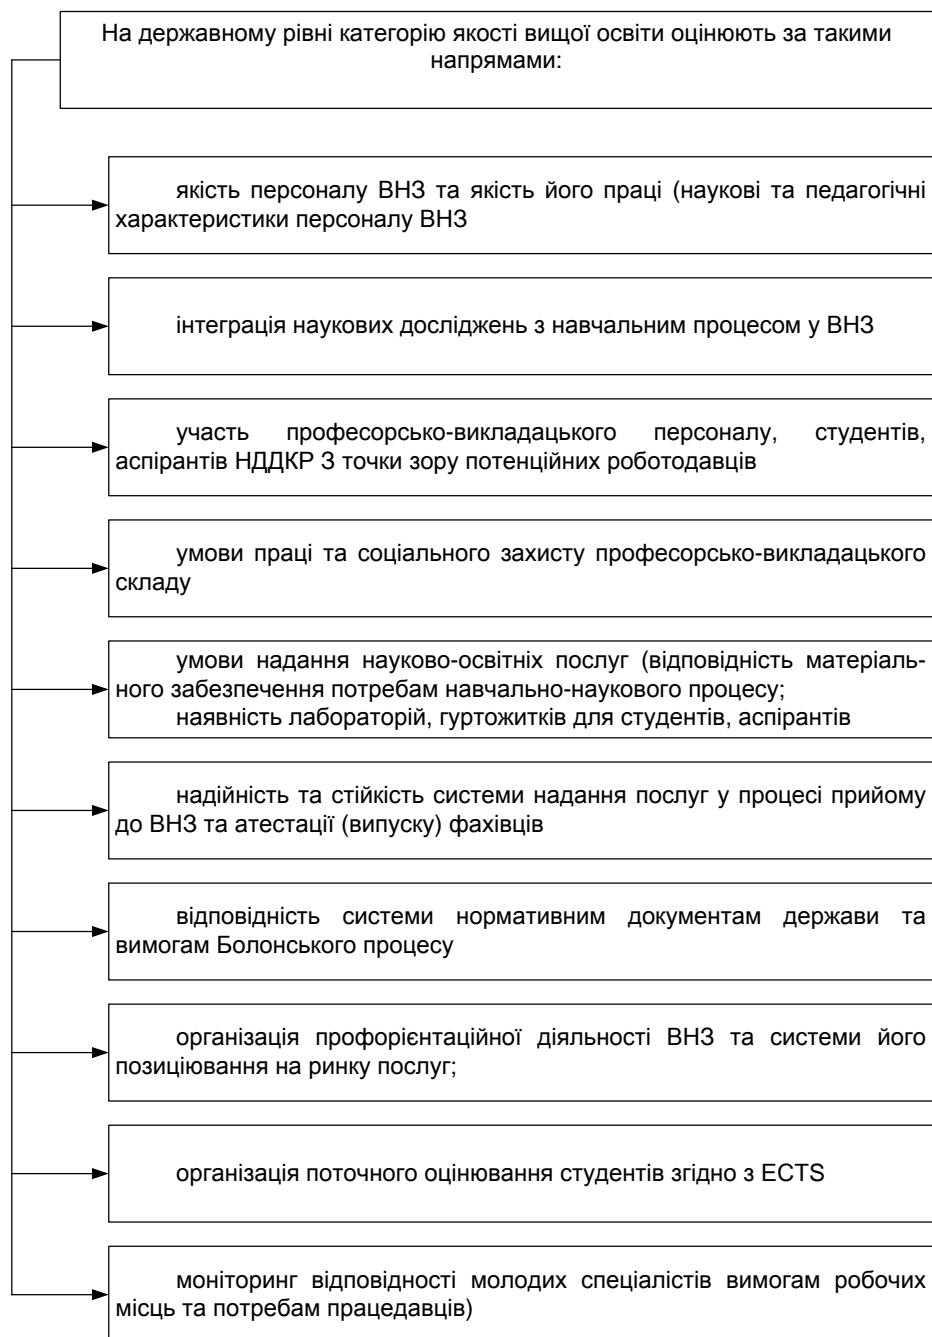 На державному рівні категорію якості вищої освіти оцінюють за такими
напрямами:
якість персоналу ВНЗ та якість його праці (наукові та педагогічні
характеристики персоналу ВНЗ
інтеграція наукових досліджень з навчальним процесом у ВНЗ
участь професорсько-викладацького персоналу, студентів,
аспірантів НДДКР З точки зору потенційних роботодавців
умови праці та соціального захисту професорсько-викладацького
складу
умови надання науково-освітніх послуг (відповідність матеріаль-
ного забезпечення потребам навчально-наукового процесу;
наявність лабораторій, гуртожитків для студентів, аспірантів
надійність та стійкість системи надання послуг у процесі прийому
до ВНЗ та атестації (випуску) фахівців
відповідність системи нормативним документам держави та
вимогам Болонського процесу
організація профорієнтаційної діяльності ВНЗ та системи його
позиціювання на ринку послуг;
організація поточного оцінювання студентів згідно з ECTS
моніторинг відповідності молодих спеціалістів вимогам робочих
місць та потребам працедавців)